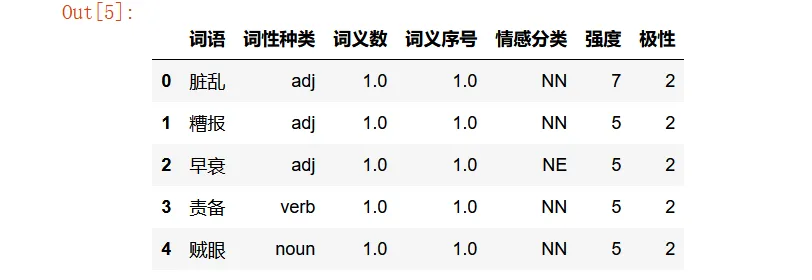 Out[5]:
词语 词性种类 词义数 词义序号 情感分类 强度 极性
0 脏乱 adj 1.0 1.0 NN 7 2
1 糟报 adj 1.0 1.0 NN 5 2
2 早衰 adj 1.0 1.0 NE 5 2
3 责备 verb 1.0 1.0 NN 5 2
4 贼眼 noun 1.0 1.0 NN 5 2